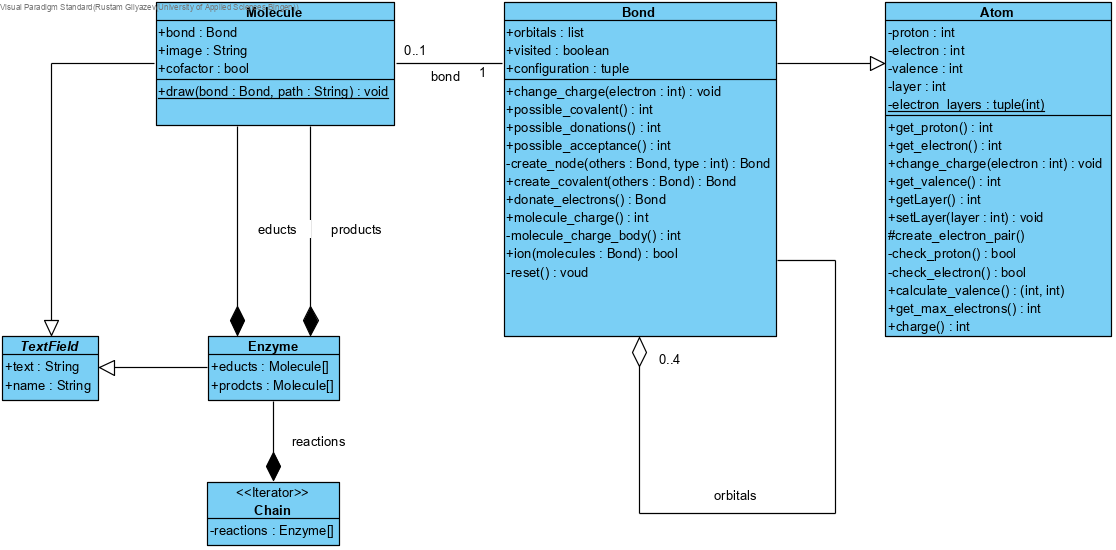 Visual Paradigm Standard(Rustam Gilyazev(University of Applied Sciences Bingen))
Molecule
+bond : Bond
+image : String
+cofactor : bool
+draw(bond : Bond, path : String) : void
0..1
bond
1
Bond
+orbitals : list
+visited : boolean
+configuration : tuple
+change_charge(electron : int) : void
+possible_covalent() : int
+possible_donations() : int
+possible_acceptance() : int
-create_node(others : Bond, type : int) : Bond
+create_covalent(others : Bond) : Bond
+donate_electrons() : Bond
+molecule_charge() : int
-molecule_charge_body() : int
+ion(molecules : Bond) : bool
-reset() : voud
Atom
-proton : int
-electron : int
-valence : int
-layer : int
-electron_layers : tuple(int)
+get_proton() : int
+get_electron() : int
+change_charge(electron : int) : void
+get_valence() : int
+getLayer() : int
+setLayer(layer : int) : void
#create_electron_pair()
-check_proton() : bool
-check_electron() : bool
+calculate_valence() : (int, int)
+get_max_electrons() : int
+charge() : int
educts
products
TextField
+text : String
+name : String
Enzyme
+educts : Molecule[]
+prodcts : Molecule[]
0..4
orbitals
reactions
<<Iterator>>
Chain
-reactions : Enzyme[]